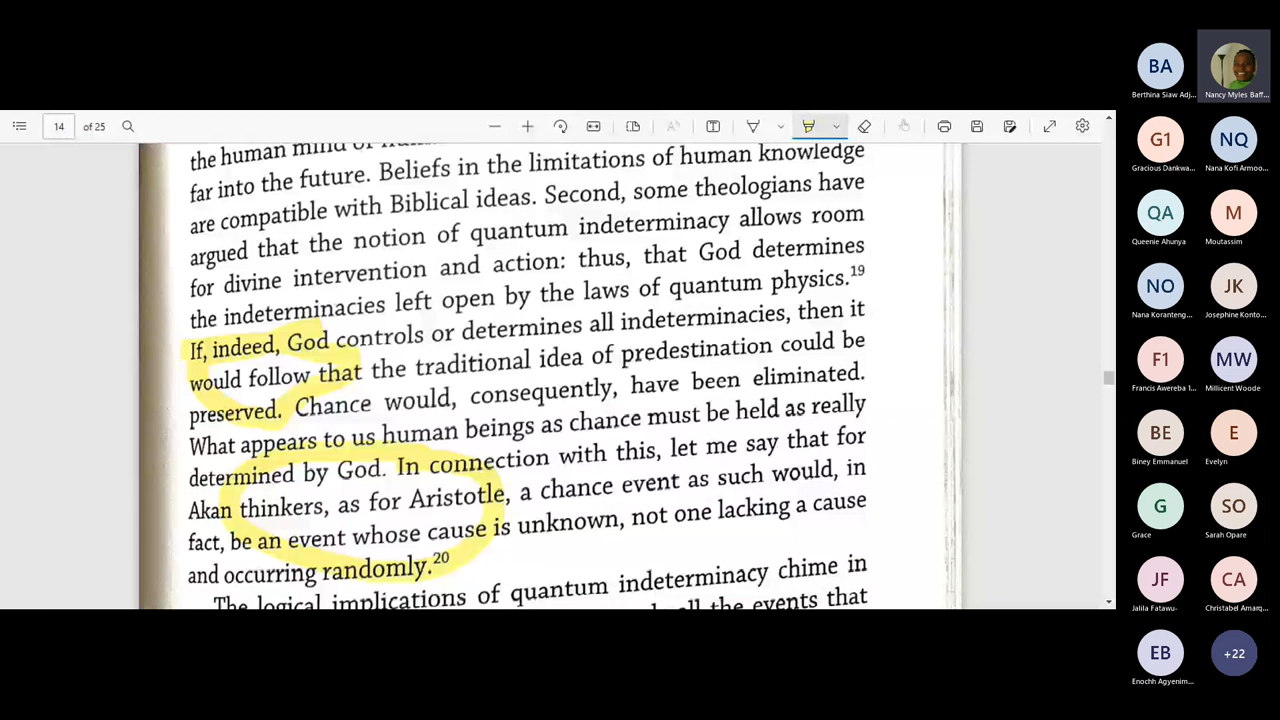 14 of 25
the human mind or
far into the future. Beliefs in the limitations of human knowledge
are compatible with Biblical ideas. Second, some theologians have
argued that the notion of quantum indeterminacy allows room
for divine intervention and action: thus, that God determines
the indeterminacies left open by the laws of quantum physics.19
If, indeed, God controls or determines all indeterminacies, then it
would follow that the traditional idea of predestination could be
preserved. Chance would, consequently, have been eliminated.
What appears to us human beings as chance must be held as really
determined by God. In connection with this, let me say that for
Akan thinkers, as for Aristotle, a chance event as such would, in
fact, be an event whose cause is unknown, not one lacking a cause
and occurring randomly.20
The logical implications of quantum indeterminacy chime in
all the events that
BA
Berthina Siaw Adj...
Nancy Myles Baff...
G1
Gracious Dankwa...
NQ
Nana Kofi Armoo...
QA
Queenie Ahunya
M
Moutassim
NO
Nana Koranteng...
JK
Josephine Konto...
F1
Francis Awereba 1...
MW
Millicent Woode
BE
Biney Emmanuel
E
Evelyn
G
Grace
SO
Sarah Opare
JF
Jalila Fatawu-
CA
Christabel Amarq...
EB
Enochh Agyenim...
+22